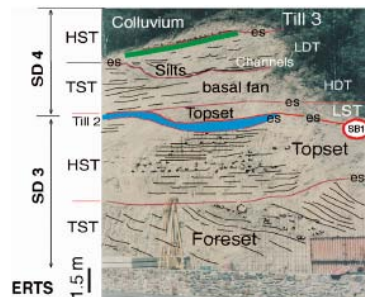 Colluvium
Till 3
HST
es
LDT
SD 4
es
Silts
Channels
TST
basal fan
HDT
LST
Topset
es
es
SB1
Till 2
Topset
HST
es
SD 3
TST
Foreset
ERTS
1.5 m